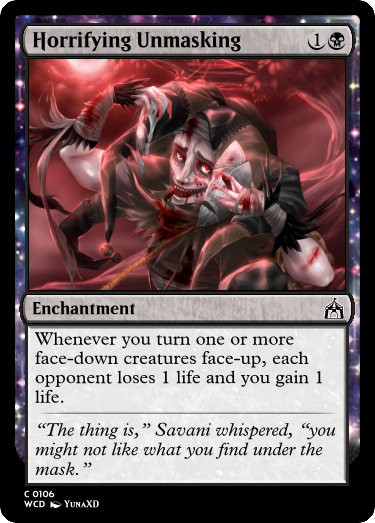 Horrifying Unmasking 1
Enchantment
Whenever you turn one or more
face-down creatures face-up, each
opponent loses 1 life and you gain 1
life.
“The thing is,” Savani whispered, “you
might not like what you find under the
mask.”
C 0106
WCD YunaXD